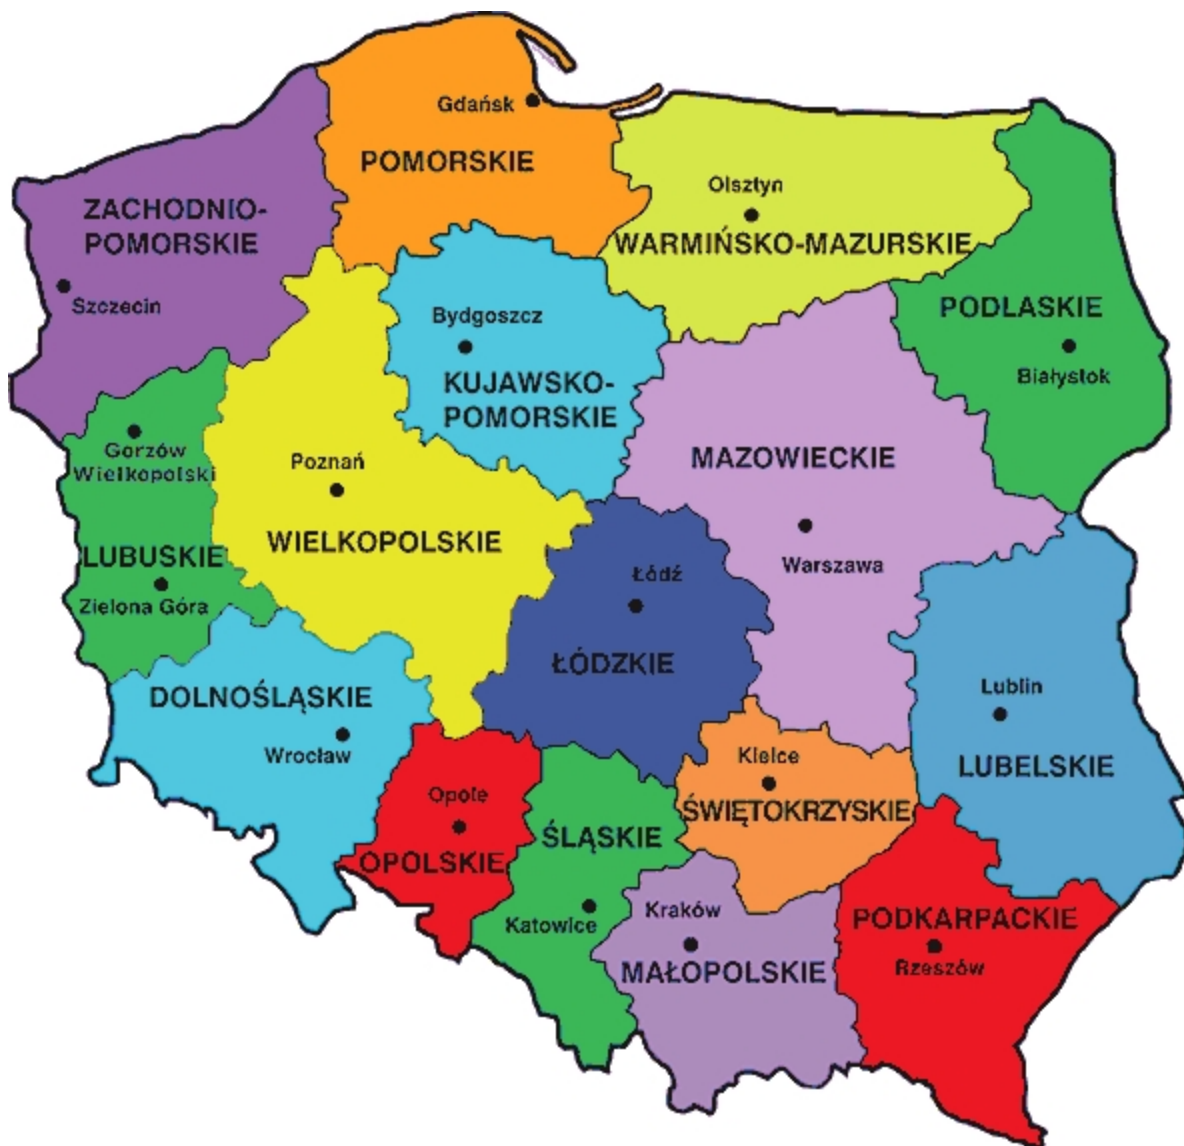 Gdańsk
POMORSKIE
Olsztyn
WARMIŃSKO-MAZURSKIE
ZACHODNIO-
POMORSKIE
Szczecin
PODLASKIE
Białystok
Bydgoszcz
KUJAWSKO-
POMORSKIE
Gorzów
Wielkopolski
LUBUSKIE
Zielona Góra
Poznań
WIELKOPOLSKIE
MAZOWIECKIE
Warszawa
Łódź
ŁÓDZKIE
DOLNOŚLĄSKIE
Wrocław
Lublin
LUBELSKIE
Opole
OPOLSKIE
ŚLĄSKIE
Katowice
Kielce
ŚWIĘTOKRZYSKIE
Kraków
MAŁOPOLSKIE
PODKARPACKIE
Rzeszów